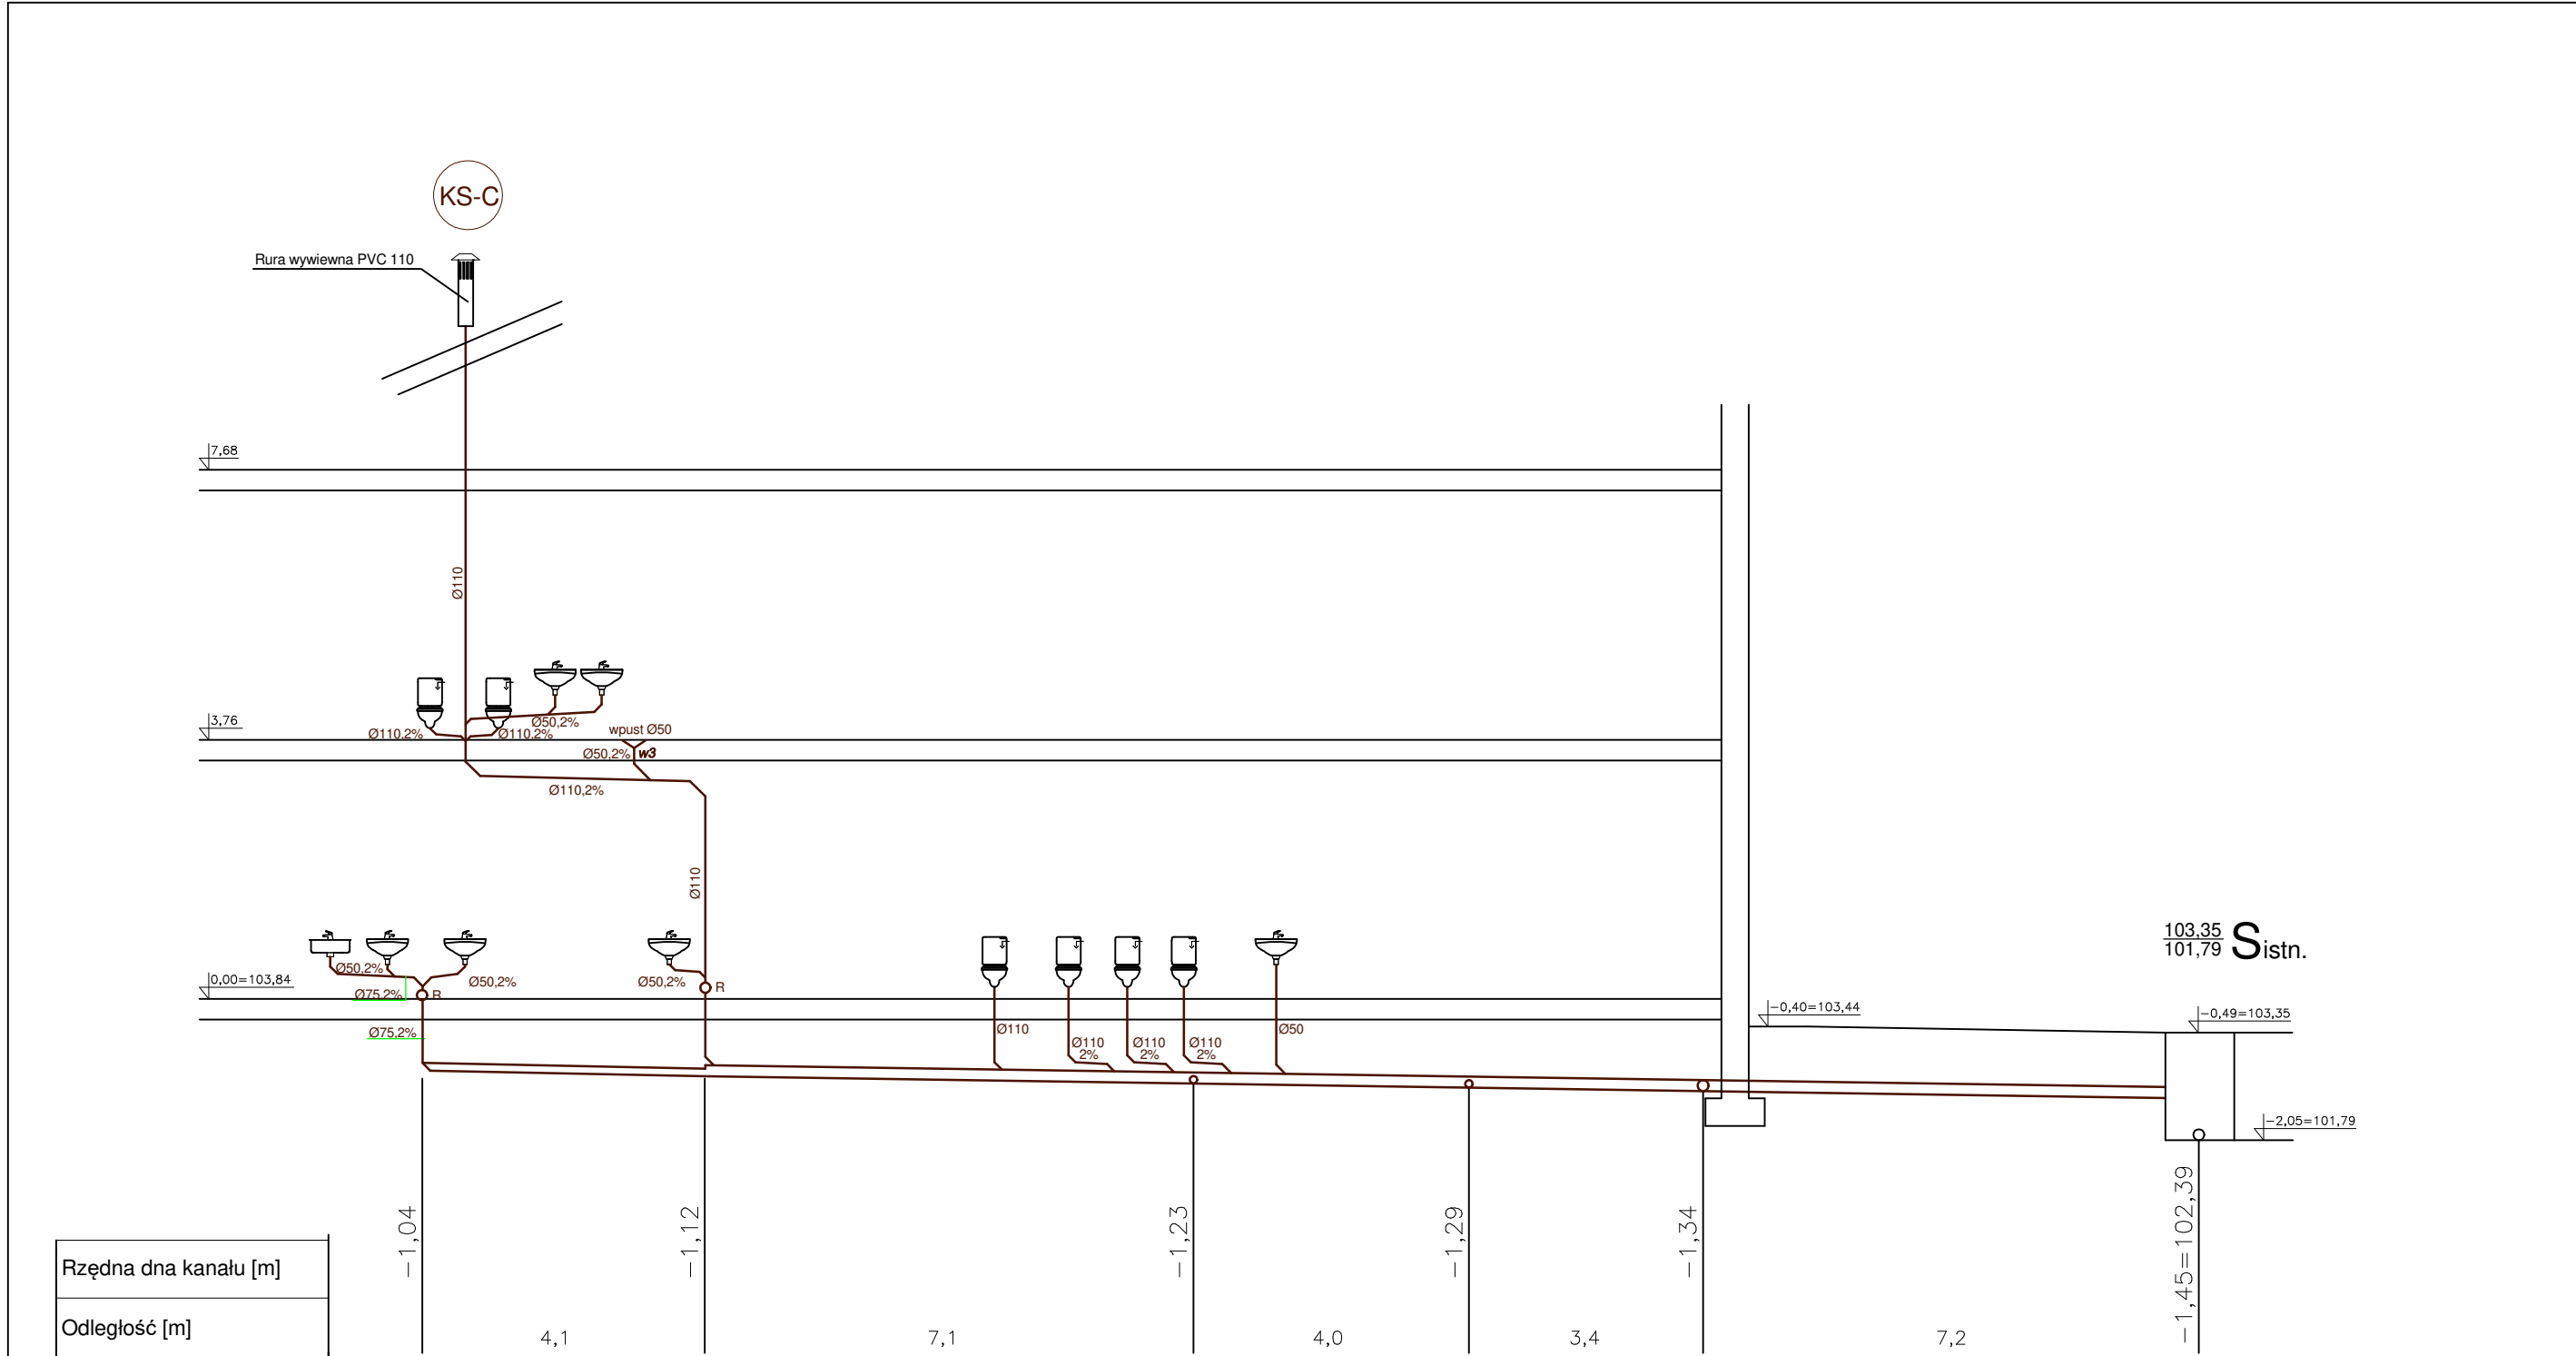 KS-C
Rura wywiewna PVC 110
7,68
Ø110
3,76
Ø110,2%
Ø110,2%
Ø50,2%
wpust Ø50
Ø50,2%
w3
Ø110,2%
Ø110
Ø50,2%
Ø50,2%
Ø75,2%
R
Ø50,2%
R
0,00=103,84
Ø75,2%
Ø110
Ø110
2%
Ø110
2%
Ø110
2%
Ø50
103,35
101,79
Sistn.
-0,40=103,44
-0,49=103,35
-2,05=101,79
Rzędna dna kanału [m]
-1,04
-1,12
-1,23
-1,29
-1,34
-1,45=102,39
Odległość [m]
4,1
7,1
4,0
3,4
7,2